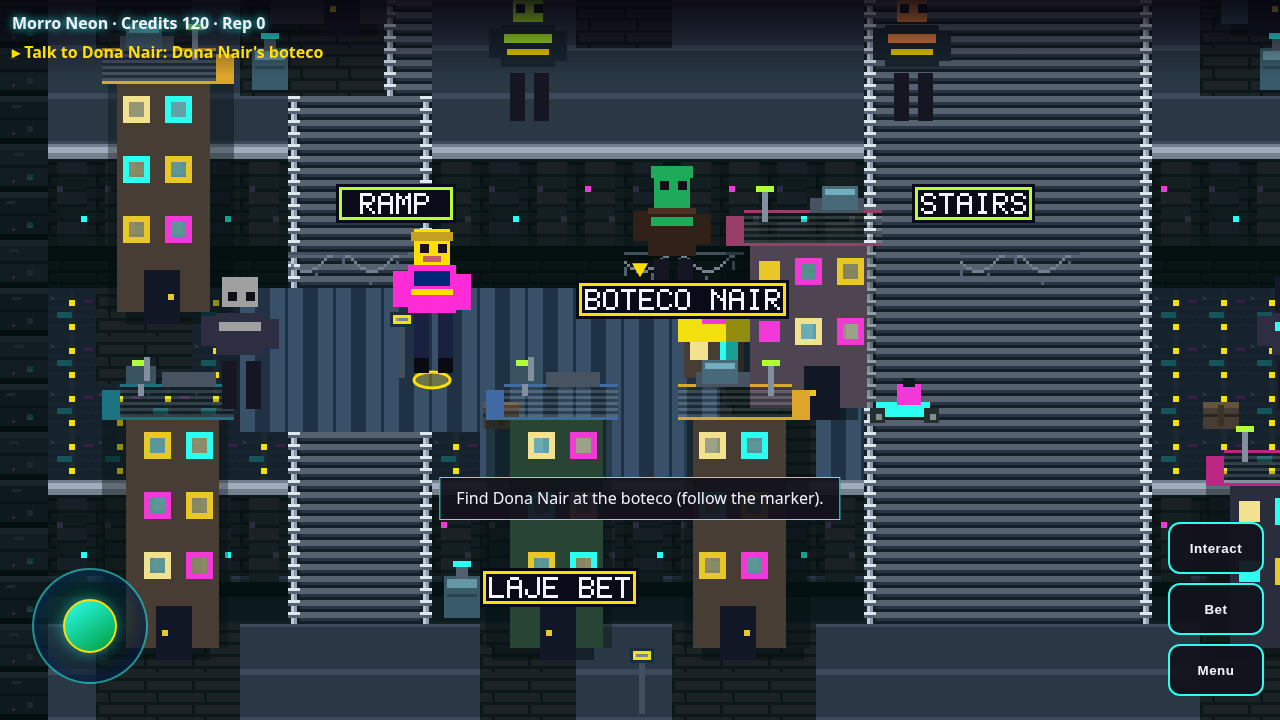 Morro Neon · Credits 120 · Rep 0
▸ Talk to Dona Nair: Dona Nair's boteco
RAMP
STAIRS
BOTECO NAIR
Find Dona Nair at the boteco (follow the marker).
Interact
LAJE BET
Bet
Menu